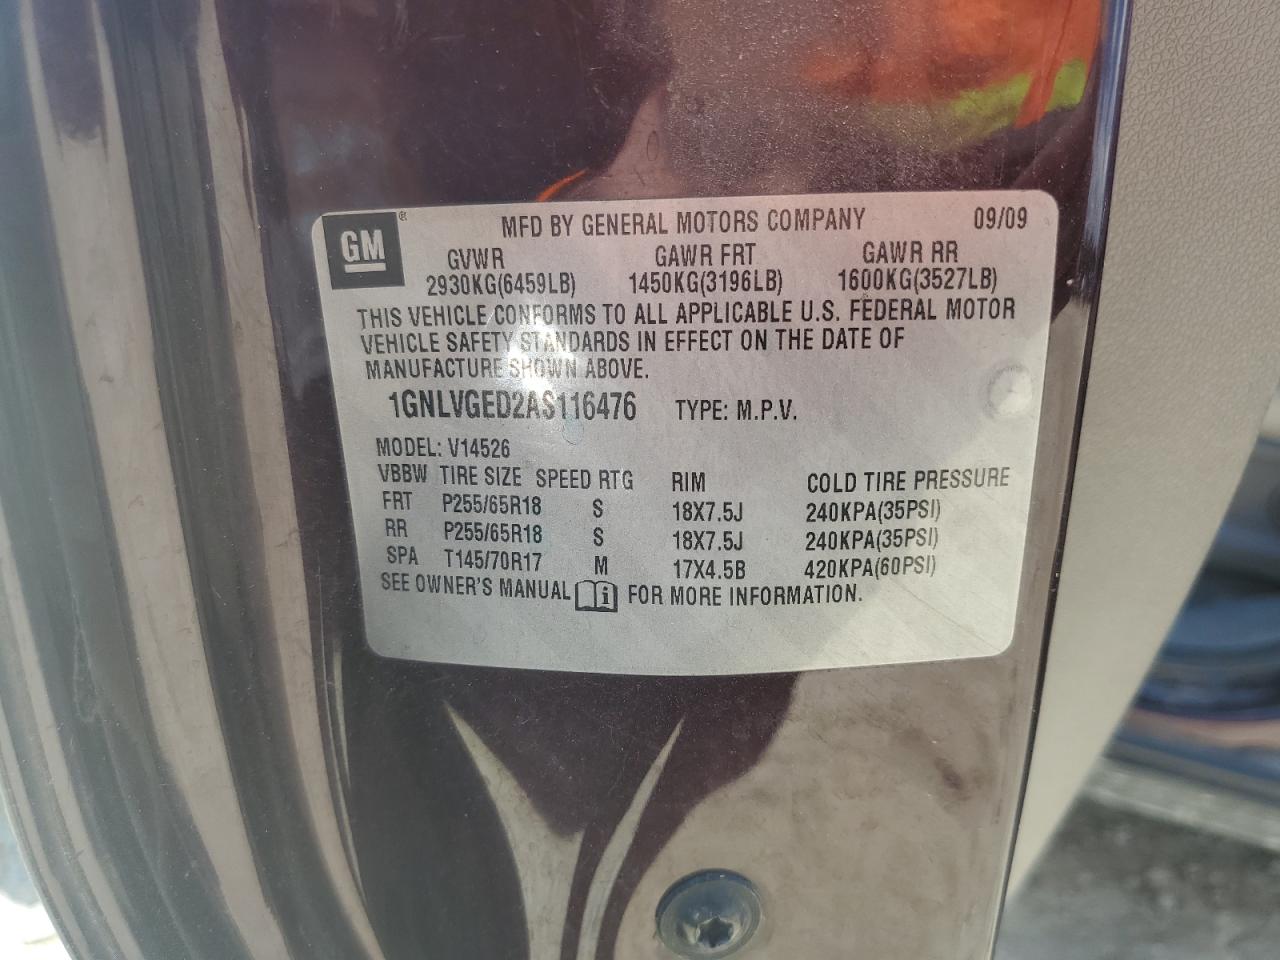 GM ® MFD BY GENERAL MOTORS COMPANY 09/09
GVWR GAWR FRT GAWR RR
2930KG(6459LB) 1450KG(3196LB) 1600KG(3527LB)
THIS VEHICLE CONFORMS TO ALL APPLICABLE U.S. FEDERAL MOTOR
VEHICLE SAFETY STANDARDS IN EFFECT ON THE DATE OF
MANUFACTURE SHOWN ABOVE.
1GNLVGED2AS116476 TYPE: M.P.V.
MODEL: V14526
VBBW TIRE SIZE SPEED RTG RIM COLD TIRE PRESSURE
FRT P255/65R18 S 18X7.5J 240KPA(35PSI)
RR P255/65R18 S 18X7.5J 240KPA(35PSI)
SPA T145/70R17 M 17X4.5B 420KPA(60PSI)
SEE OWNER'S MANUAL i FOR MORE INFORMATION.